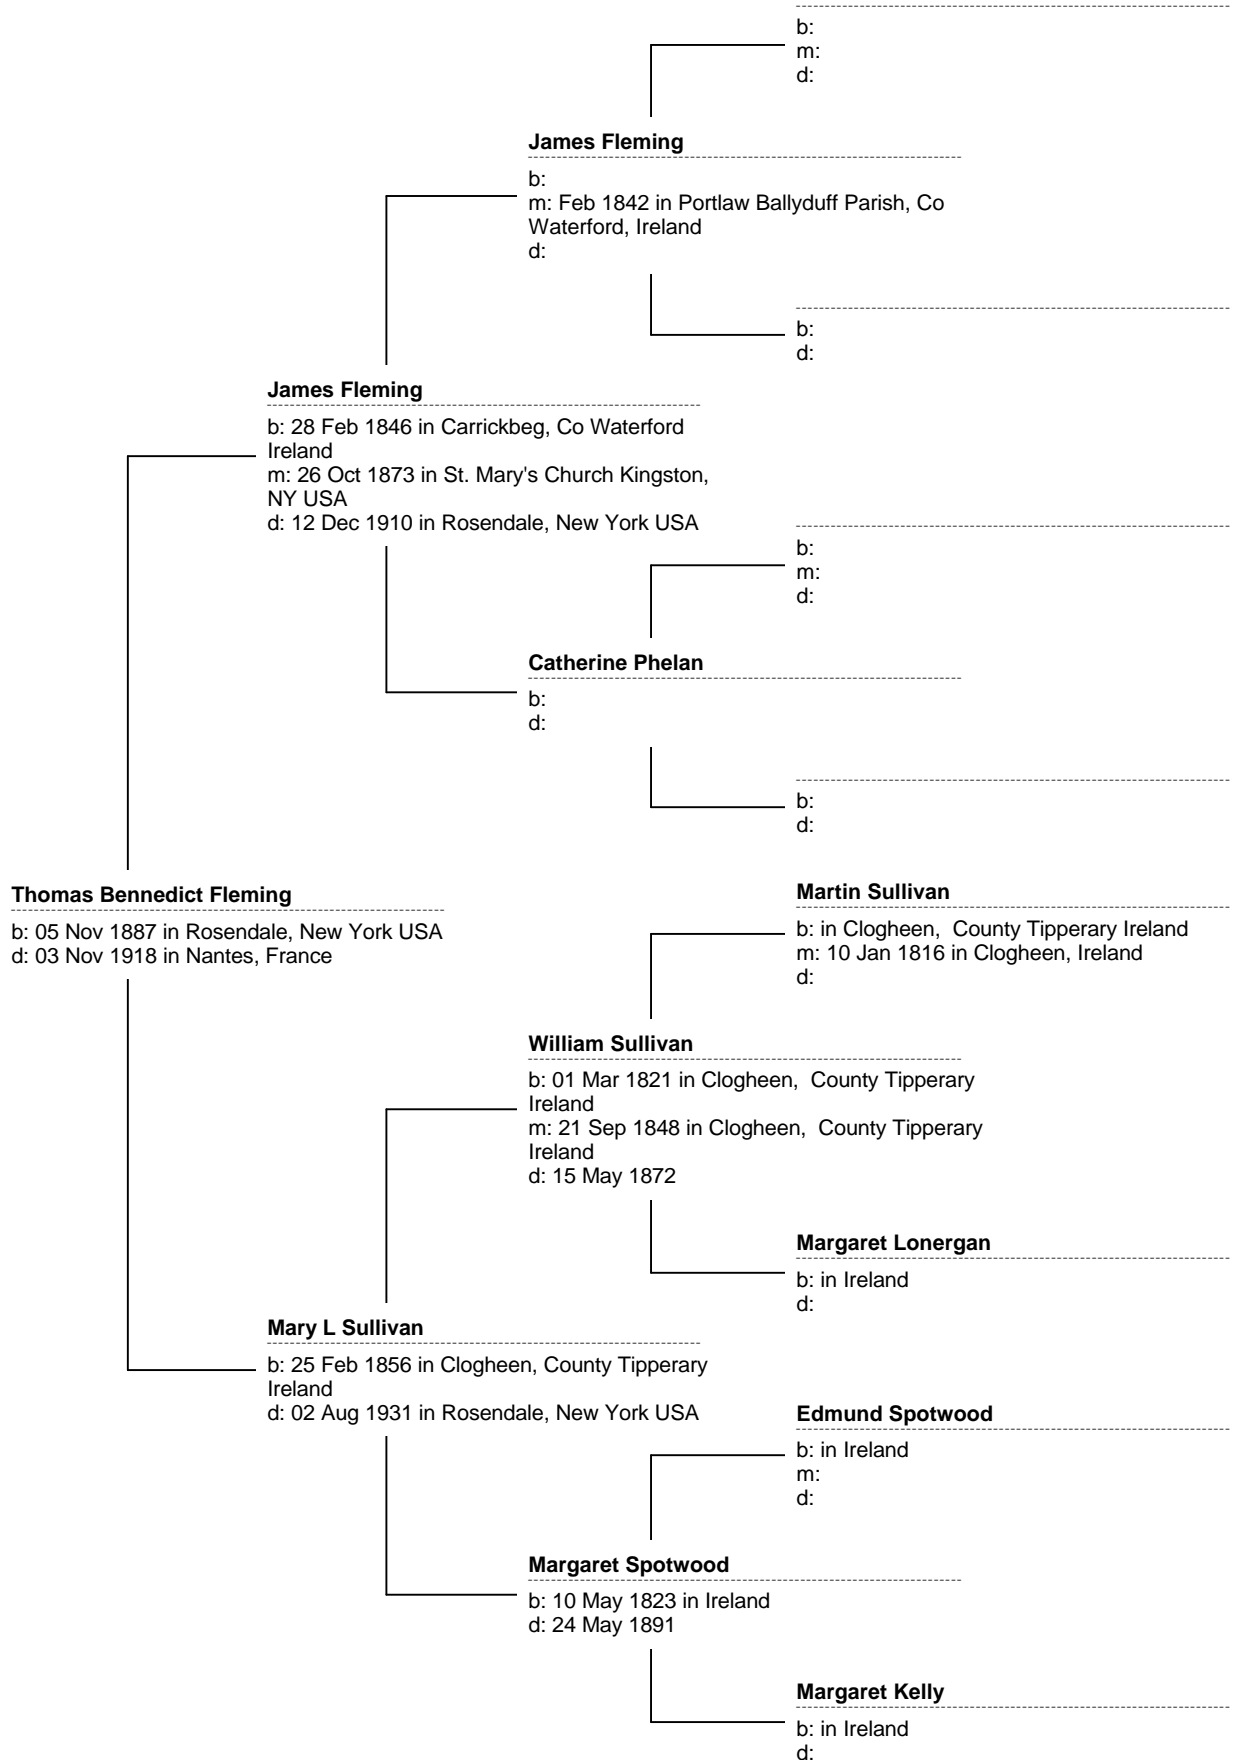 b:
m:
d:
James Fleming
b:
m: Feb 1842 in Portlaw Ballyduff Parish, Co
Waterford, Ireland
d:
b:
d:
James Fleming
b: 28 Feb 1846 in Carrickbeg, Co Waterford
Ireland
m: 26 Oct 1873 in St. Mary's Church Kingston,
NY USA
d: 12 Dec 1910 in Rosendale, New York USA
b:
m:
d:
Catherine Phelan
b:
d:
b:
d:
Thomas Bennedict Fleming
b: 05 Nov 1887 in Rosendale, New York USA
d: 03 Nov 1918 in Nantes, France
Martin Sullivan
b: in Clogheen,  County Tipperary Ireland
m: 10 Jan 1816 in Clogheen, Ireland
d:
William Sullivan
b: 01 Mar 1821 in Clogheen,  County Tipperary
Ireland
m: 21 Sep 1848 in Clogheen,  County Tipperary
Ireland
d: 15 May 1872
Margaret Lonergan
b: in Ireland
d:
Mary L Sullivan
b: 25 Feb 1856 in Clogheen, County Tipperary
Ireland
d: 02 Aug 1931 in Rosendale, New York USA
Edmund Spotwood
b: in Ireland
m:
d:
Margaret Spotwood
b: 10 May 1823 in Ireland
d: 24 May 1891
Margaret Kelly
b: in Ireland
d: